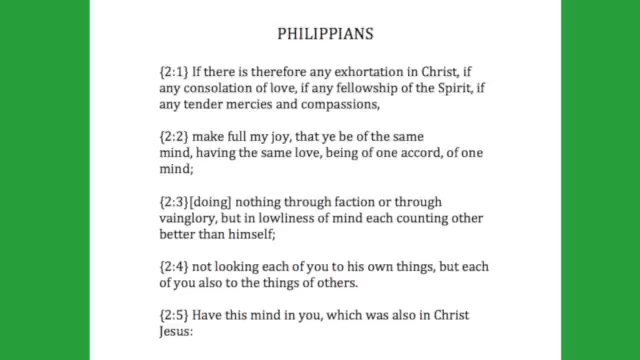 PHILIPPIANS
{2:1} If there is therefore any exhortation in Christ, if
any consolation of love, if any fellowship of the Spirit, if
any tender mercies and compassions,
{2:2} make full my joy, that ye be of the same
mind, having the same love, being of one accord, of one
mind;
{2:3}[doing] nothing through faction or through
vainglory, but in lowliness of mind each counting other
better than himself;
{2:4} not looking each of you to his own things, but each
of you also to the things of others.
{2:5} Have this mind in you, which was also in Christ
Jesus: